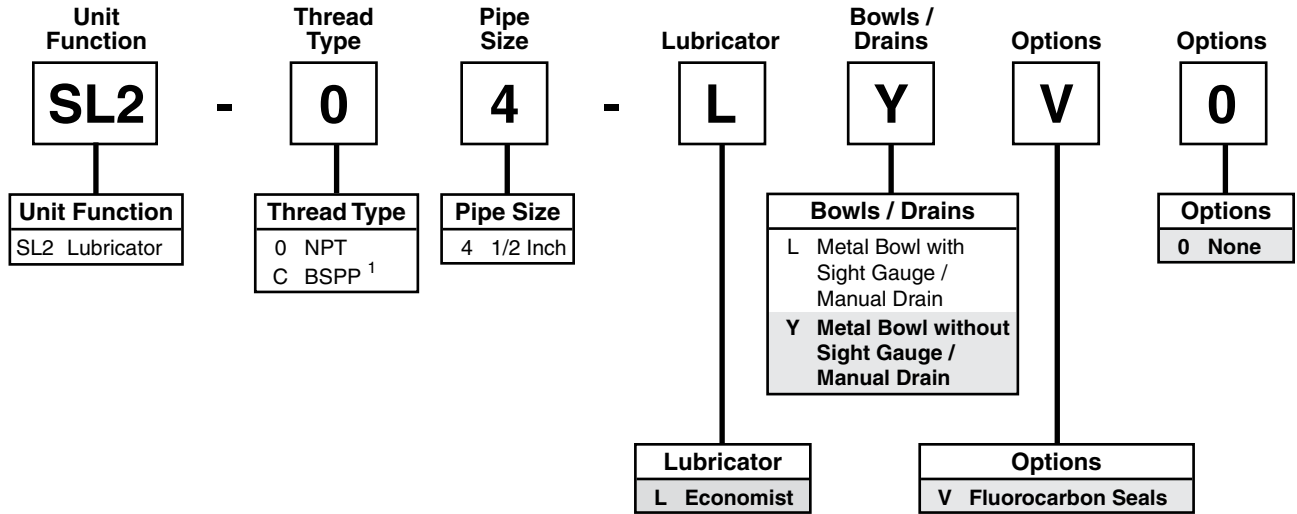 Unit
Function
Thread
Type
Pipe
Size
Lubricator
Bowls /
Drains
Options
Options
SL2 - 0 4 - L Y V 0
Unit Function
SL2 Lubricator
Thread Type
0 NPT
C BSPP 1
Pipe Size
4 1/2 Inch
Bowls / Drains
L Metal Bowl with
Sight Gauge /
Manual Drain
Y Metal Bowl without
Sight Gauge /
Manual Drain
Options
0 None
Lubricator
L Economist
Options
V Fluorocarbon Seals